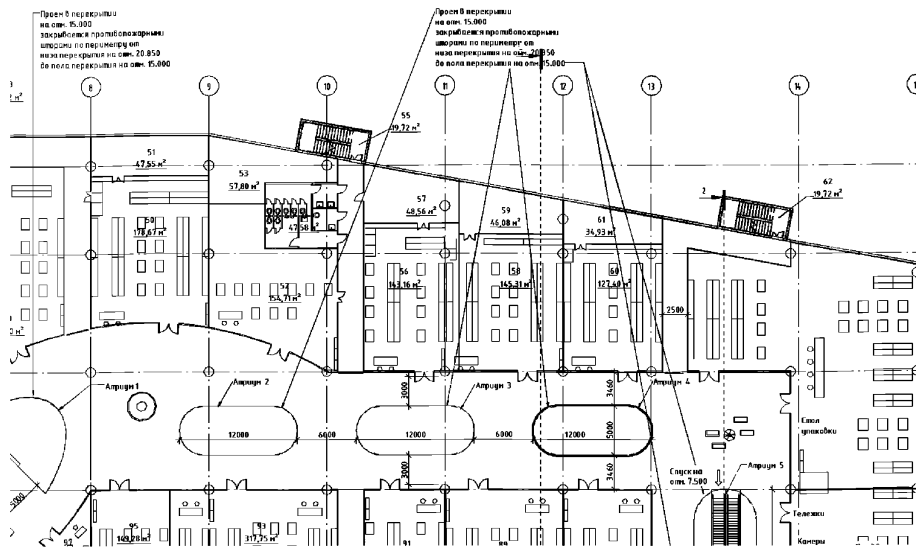 Проем в перекрытии
на отм. 15.000
закрывается противопожарными
шторами по периметру от
низа перекрытия на отм. 20.850
до пола перекрытия на отм. 15.000
Проем в перекрытии
на отм. 15.000
закрывается противопожарными
шторами по периметру от
низа перекрытия на отм. 20.850
до пола перекрытия на отм. 15.000
8
9
10
11
12
13
14
55
19,72 м²
51
47,55 м²
53
57,80 м²
57
48,56 м²
59
46,08 м²
61
34,93 м²
2
62
19,72 м²
50
178,67 м²
47,58 м²
52
154,71 м²
56
143,16 м²
58
145,31 м²
60
127,40 м²
2500
Атриум 1
Атриум 2
Атриум 3
Атриум 4
3000
3460
12000
6000
12000
6000
12000
5000
3000
3460
Стол
упаковки
Спуск на
отм. 7.500
Атриум 5
Тележки
Камеры
95
149,28 м²
93
317,75 м²
91
89